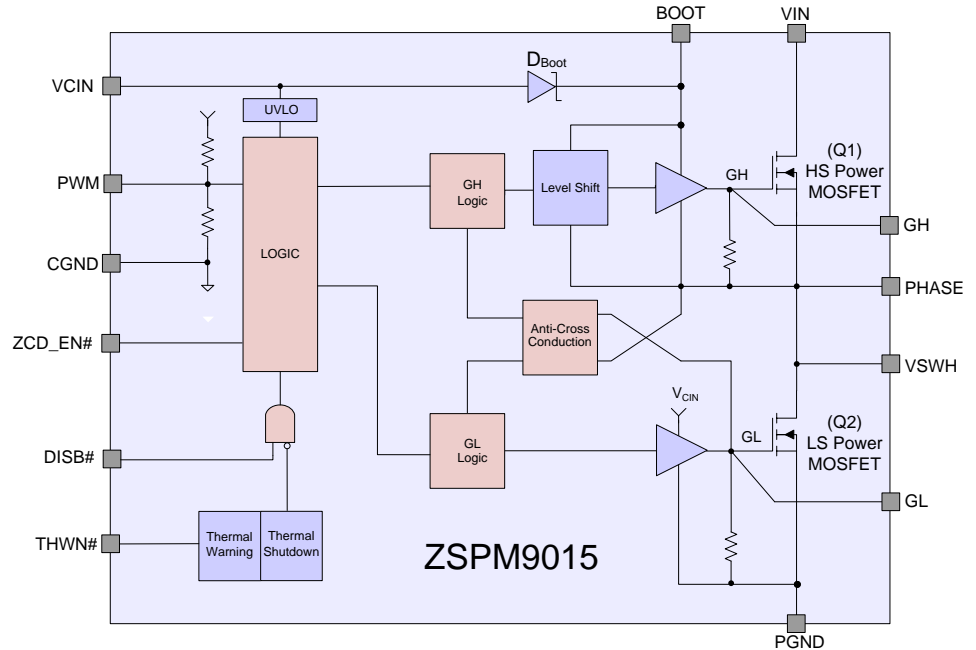 BOOT
VIN
VCIN
DBoot
UVLO
(Q1)
HS Power
MOSFET
PWM
GH
Logic
Level Shift
GH
GH
LOGIC
CGND
PHASE
Anti-Cross
Conduction
ZCD_EN#
VSWH
VCIN
(Q2)
LS Power
MOSFET
GL
Logic
GL
DISB#
GL
Thermal
Warning
Thermal
Shutdown
THWN#
ZSPM9015
PGND